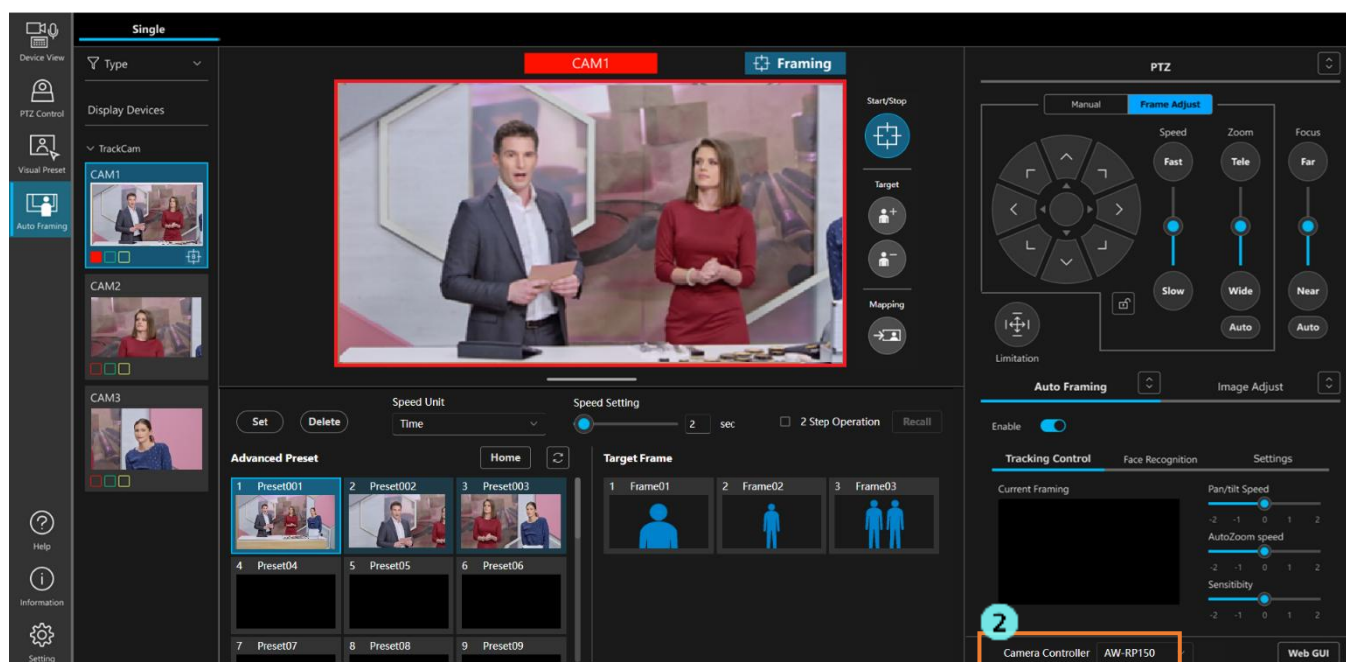 Single
Device View
PTZ Control
Visual Preset
Auto Framing
Help
Information
Setting
Type
Display Devices
TrackCam
CAM1
CAM2
CAM3
CAM1
Framing
Start/Stop
Target
Mapping
Set
Delete
Speed Unit
Time
Speed Setting
2 sec
2 Step Operation
Recall
Advanced Preset
Home
1 Preset001
2 Preset002
3 Preset003
4 Preset04
5 Preset05
6 Preset06
7 Preset07
8 Preset08
9 Preset09
Target Frame
1 Frame01
2 Frame02
3 Frame03
PTZ
Manual
Frame Adjust
Speed
Zoom
Focus
Fast
Tele
Far
Slow
Wide
Near
Auto
Auto
Limitation
Auto Framing
Image Adjust
Enable
Tracking Control
Face Recognition
Settings
Current Framing
Pan/tilt Speed
-2 -1 0 1 2
AutoZoom speed
-2 -1 0 1 2
Sensitibity
-2 -1 0 1 2
2
Camera Controller
AW-RP150
Web GUI